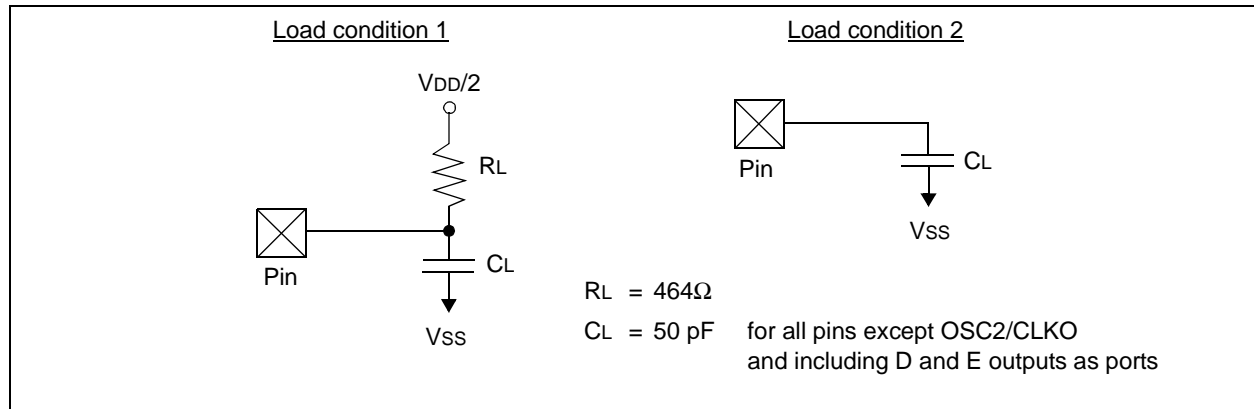 Load condition 1
Load condition 2
VDD/2
RL
CL
Pin
VSS
Pin
CL
VSS
RL = 464Ω
CL = 50 pF for all pins except OSC2/CLKO
and including D and E outputs as ports